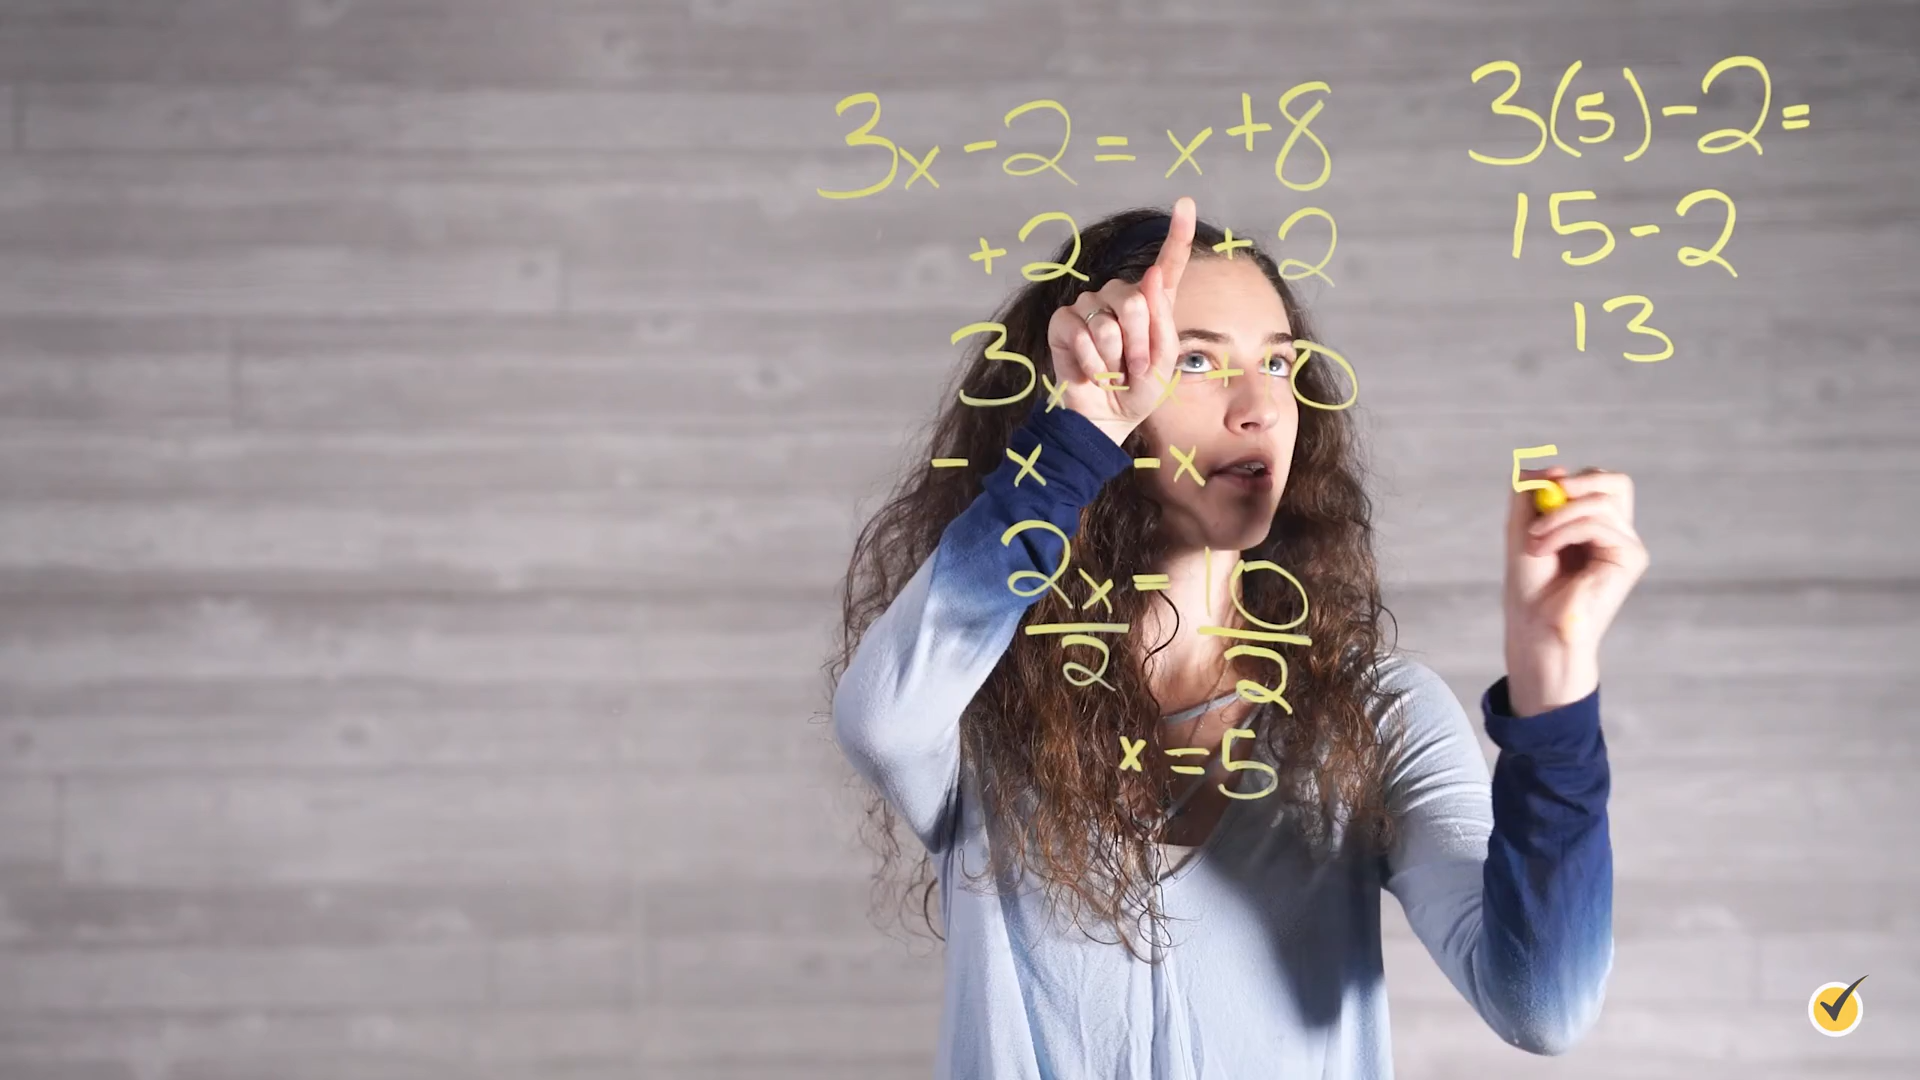 3x-2=x+8
+2 +2
3x=x+10
-x -x
2x=10
2 2
x=5
3(5)-2=
15-2
13
5